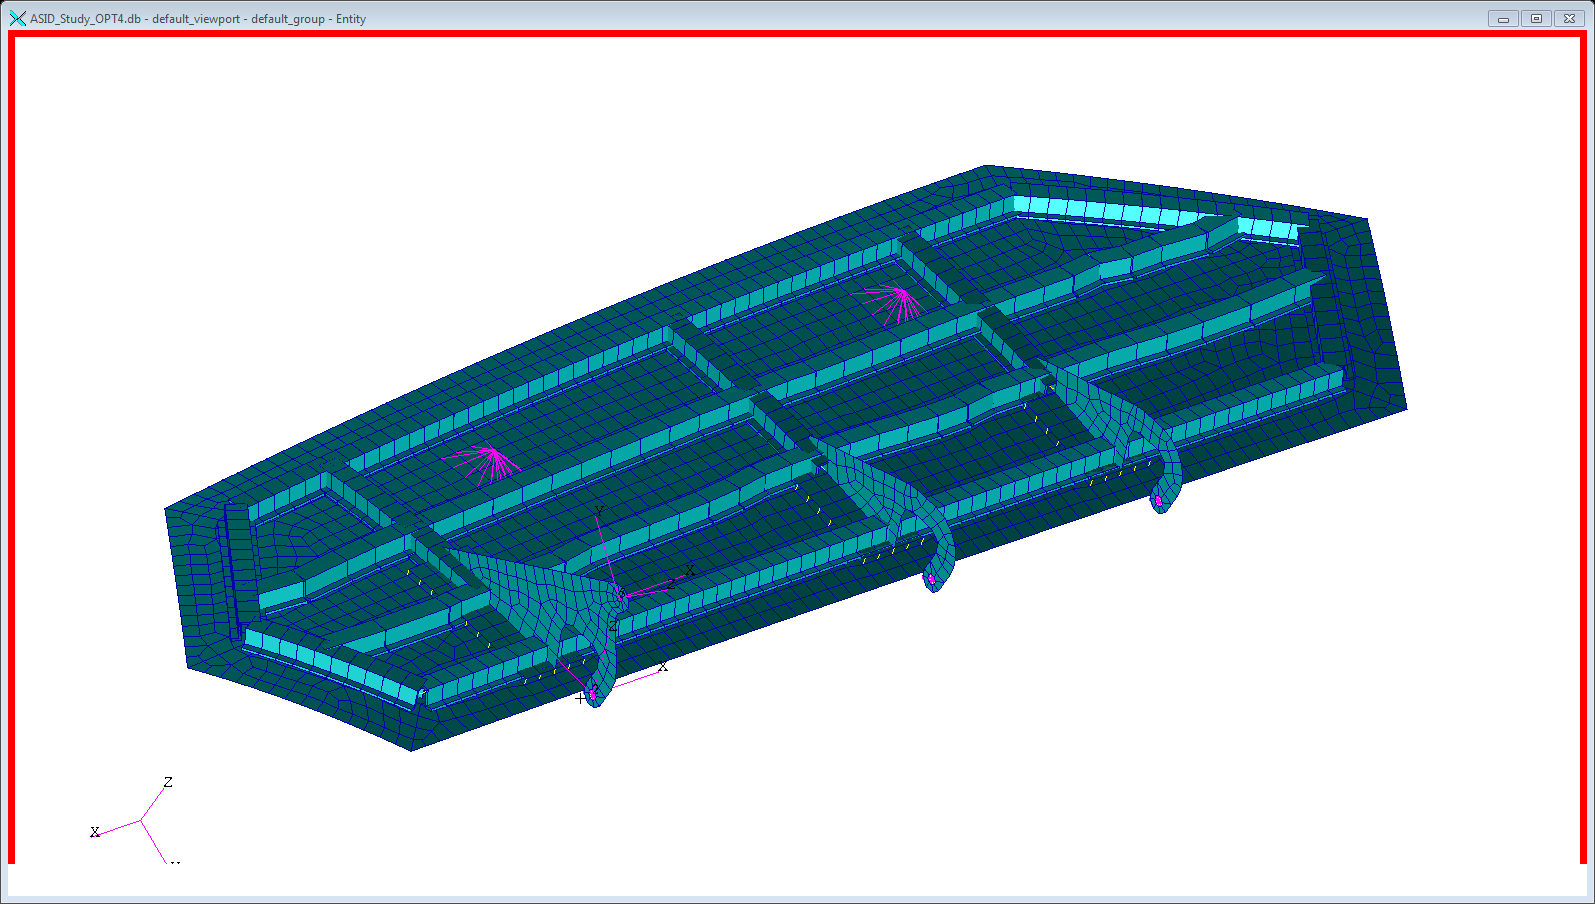 ASID_Study_OPT4.db - default_viewport - default_group - Entity
Y
X
Z
Z
X
Z
X